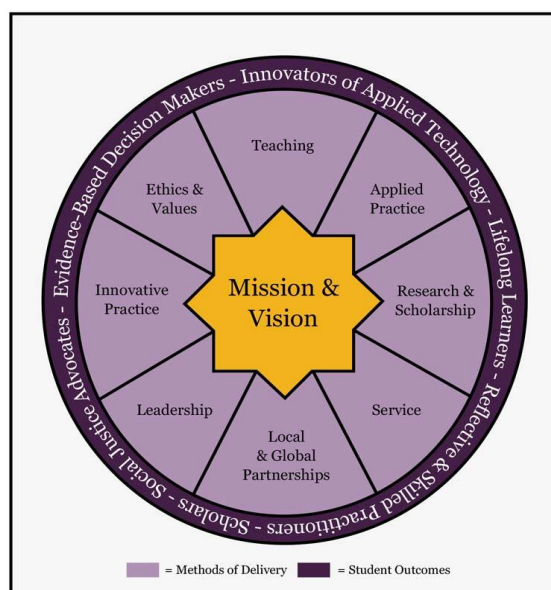 Evidence-Based Decision Makers - Innovators of Applied Technology - Lifelong Learners - Reflective & Skilled Practitioners - Scholars - Social Justice Advocates -
Teaching
Applied
Practice
Research &
Scholarship
Service
Local
& Global
Partnerships
Leadership
Innovative
Practice
Ethics &
Values
Mission &
Vision
= Methods of Delivery
= Student Outcomes